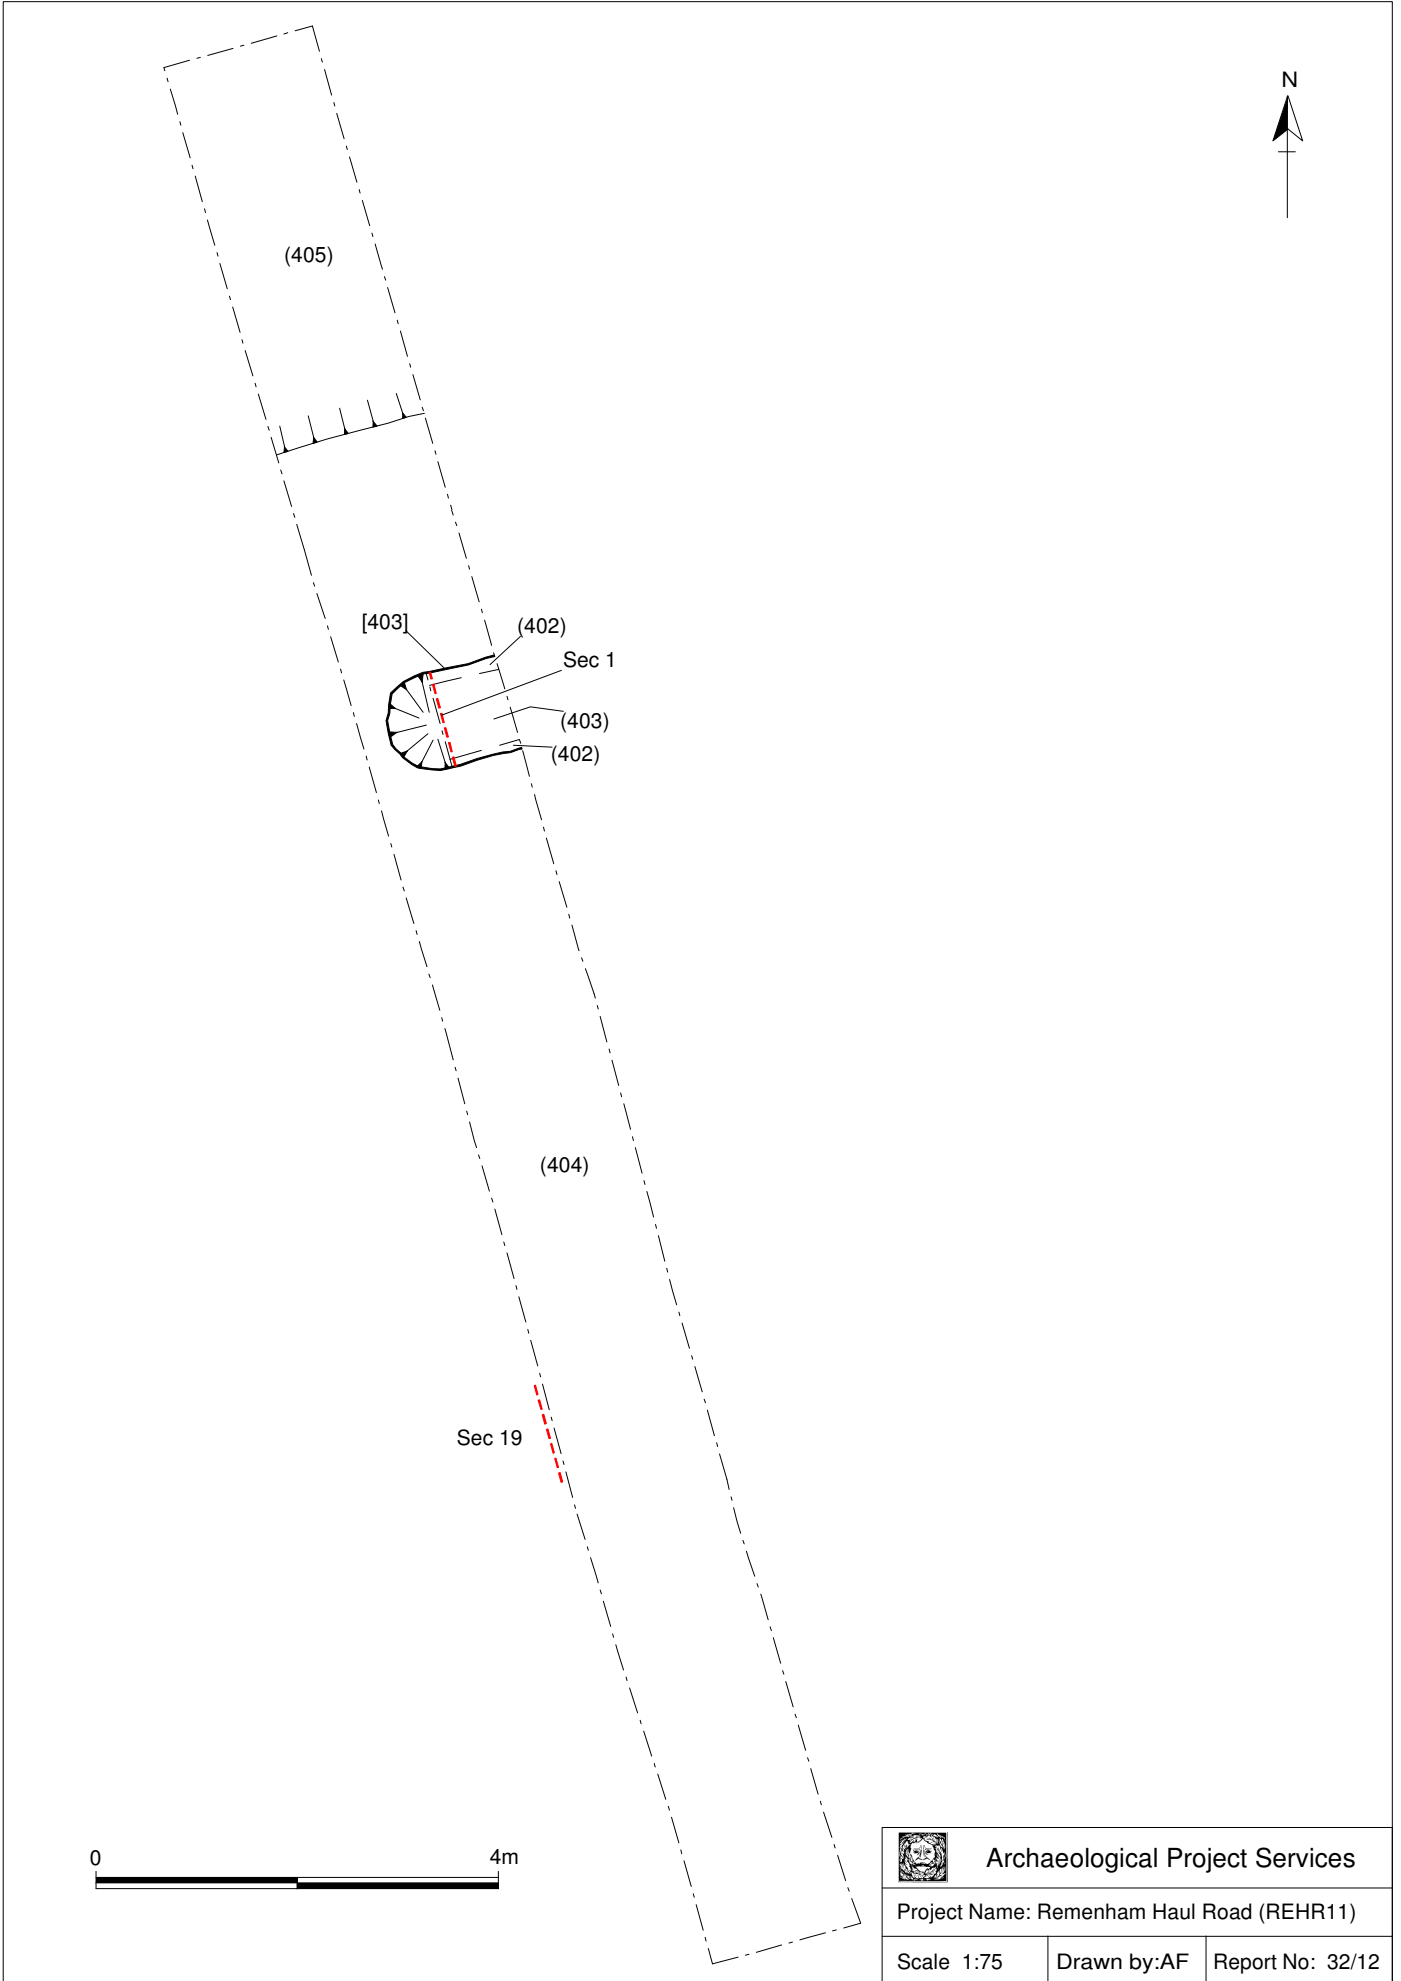 N
(405)
[403]
(402)
Sec 1
(403)
(402)
(404)
Sec 19
0 4m
Archaeological Project Services
Project Name: Remenham Haul Road (REHR11)
Scale 1:75 Drawn by:AF Report No: 32/12